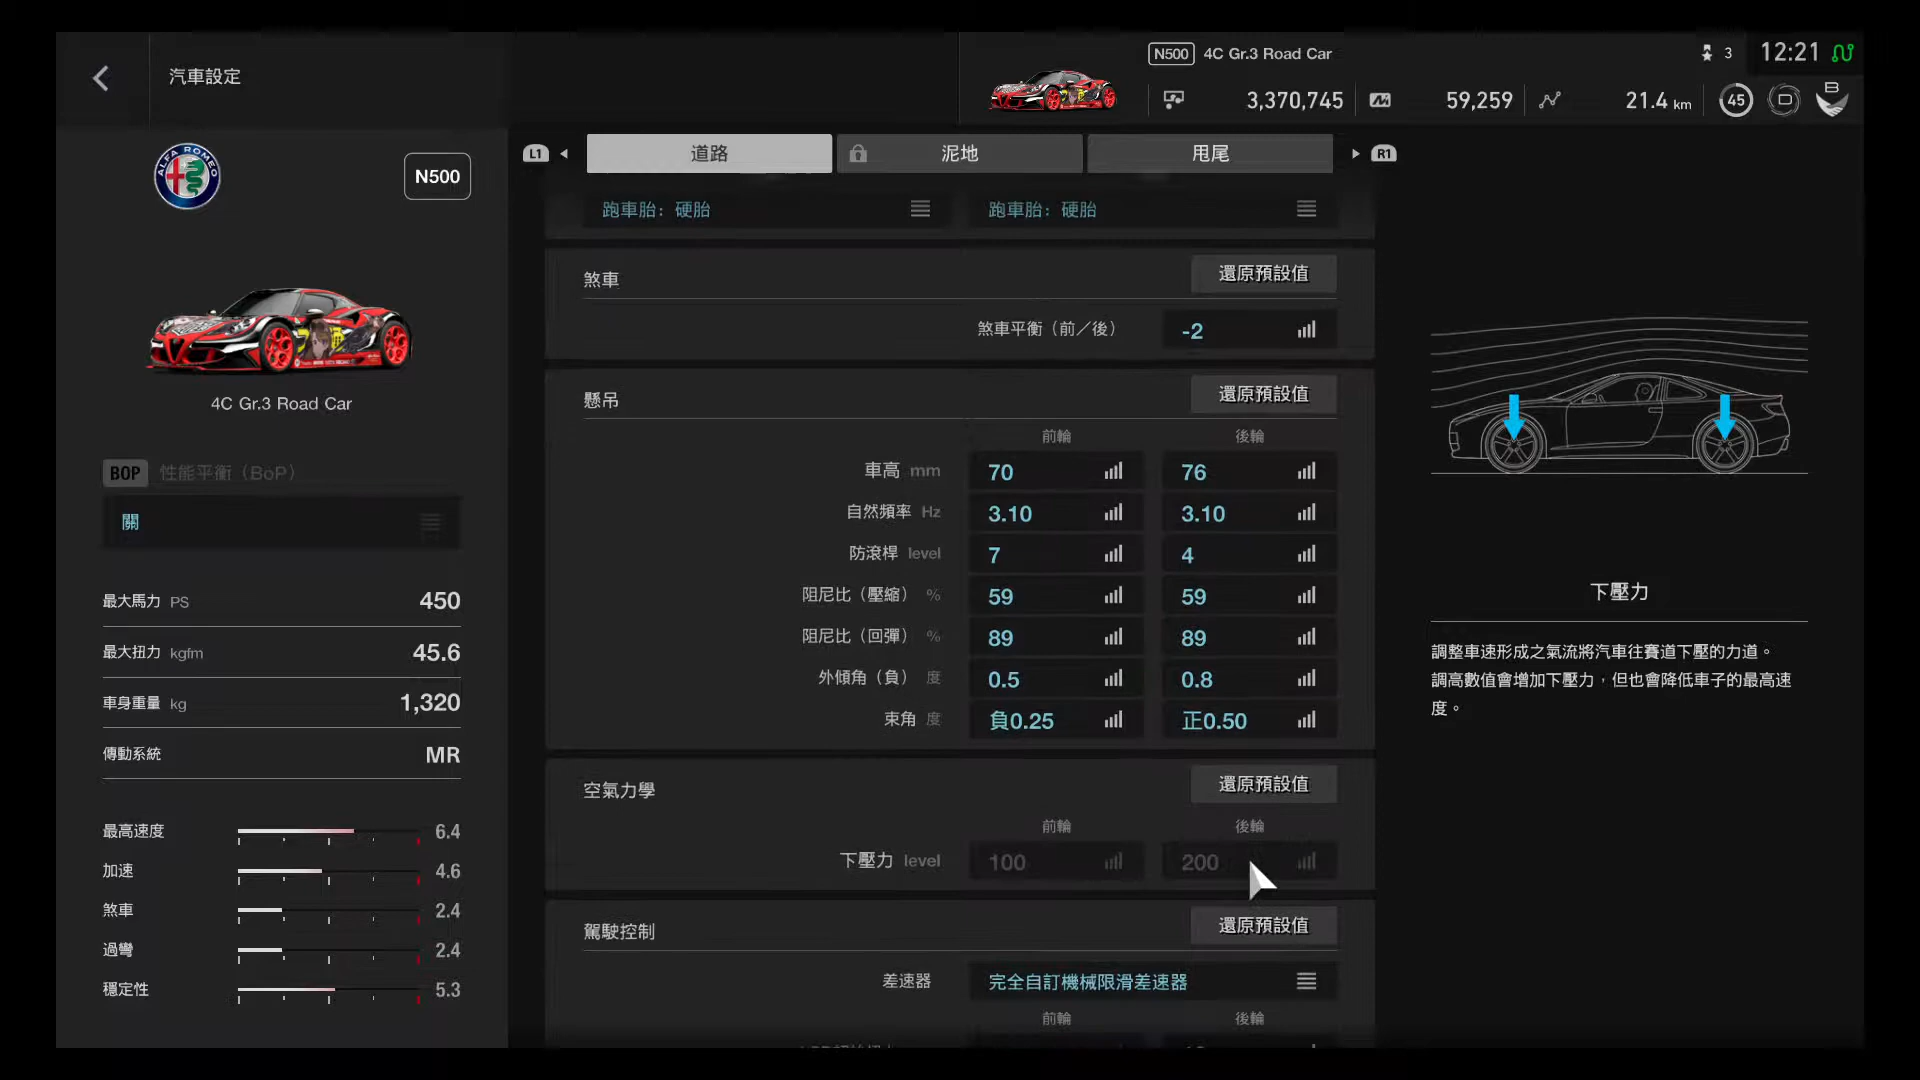 汽車設定
N500 4C Gr.3 Road Car
3
12:21
3,370,745
59,259
21.4 km
45
D
B
ALFA ROMEO
N500
4C Gr.3 Road Car
BOP 性能平衡（BoP）
關
最大馬力 PS 450
最大扭力 kgfm 45.6
車身重量 kg 1,320
傳動系統 MR
最高速度 6.4
加速 4.6
煞車 2.4
過彎 2.4
穩定性 5.3
L1 道路 泥地 甩尾 R1
跑車胎：硬胎 跑車胎：硬胎
煞車 還原預設值
煞車平衡（前／後） -2
懸吊 還原預設值
前輪 後輪
車高 mm 70 76
自然頻率 Hz 3.10 3.10
防滾桿 level 7 4
阻尼比（壓縮） % 59 59
阻尼比（回彈） % 89 89
外傾角（負） 度 0.5 0.8
束角 度 負0.25 正0.50
空氣力學 還原預設值
前輪 後輪
下壓力 level 100 200
駕駛控制 還原預設值
差速器 完全自訂機械限滑差速器
前輪 後輪
下壓力
調整車速形成之氣流將汽車往賽道下壓的力道。
調高數值會增加下壓力，但也會降低車子的最高速
度。